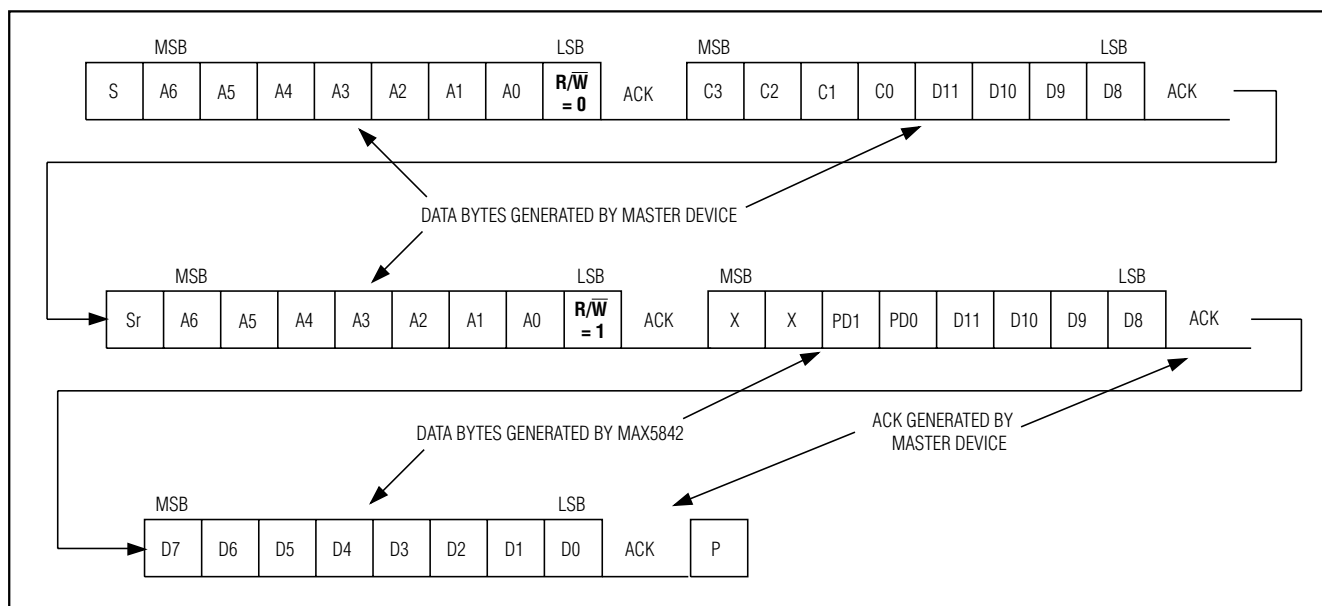 MSB LSB MSB LSB
S A6 A5 A4 A3 A2 A1 A0 R/W̅ = 0 ACK C3 C2 C1 C0 D11 D10 D9 D8 ACK
DATA BYTES GENERATED BY MASTER DEVICE
MSB LSB MSB LSB
Sr A6 A5 A4 A3 A2 A1 A0 R/W̅ = 1 ACK X X PD1 PD0 D11 D10 D9 D8 ACK
DATA BYTES GENERATED BY MAX5842
ACK GENERATED BY
MASTER DEVICE
MSB LSB
D7 D6 D5 D4 D3 D2 D1 D0 ACK P